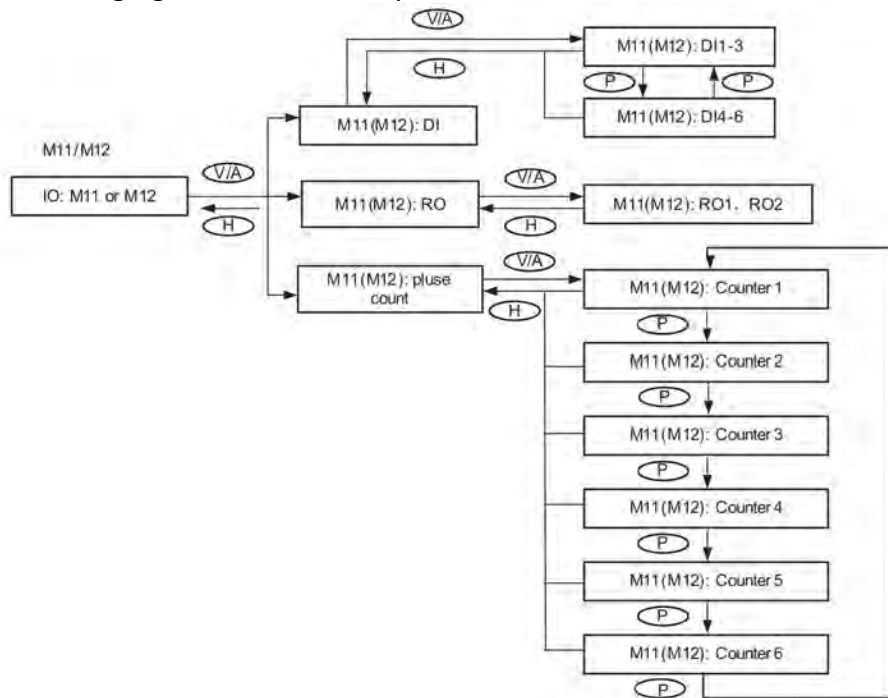 V/A
M11(M12): DI1-3
H
P
P
M11(M12): DI4-6
M11(M12): DI
M11/M12
V/A
V/A
IO: M11 or M12
M11(M12): RO
M11(M12): RO1, RO2
H
H
V/A
M11(M12): pluse
count
M11(M12): Counter 1
H
P
M11(M12): Counter 2
P
M11(M12): Counter 3
P
M11(M12): Counter 4
P
M11(M12): Counter 5
P
M11(M12): Counter 6
P